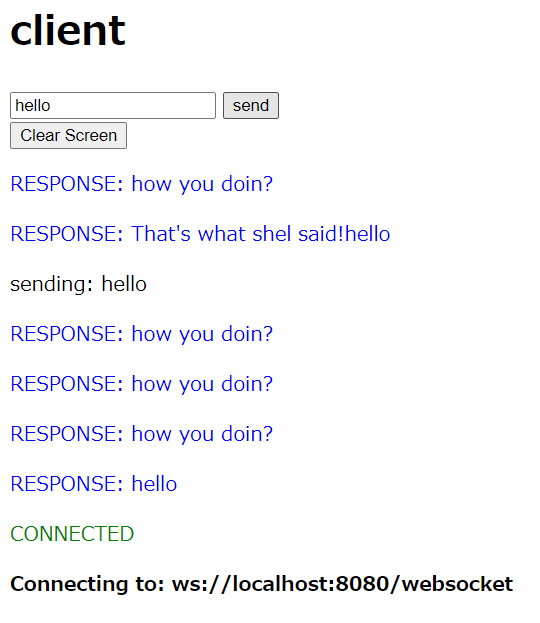 client
hello send
Clear Screen
RESPONSE: how you doin?
RESPONSE: That's what shel said!hello
sending: hello
RESPONSE: how you doin?
RESPONSE: how you doin?
RESPONSE: how you doin?
RESPONSE: hello
CONNECTED
Connecting to: ws://localhost:8080/websocket